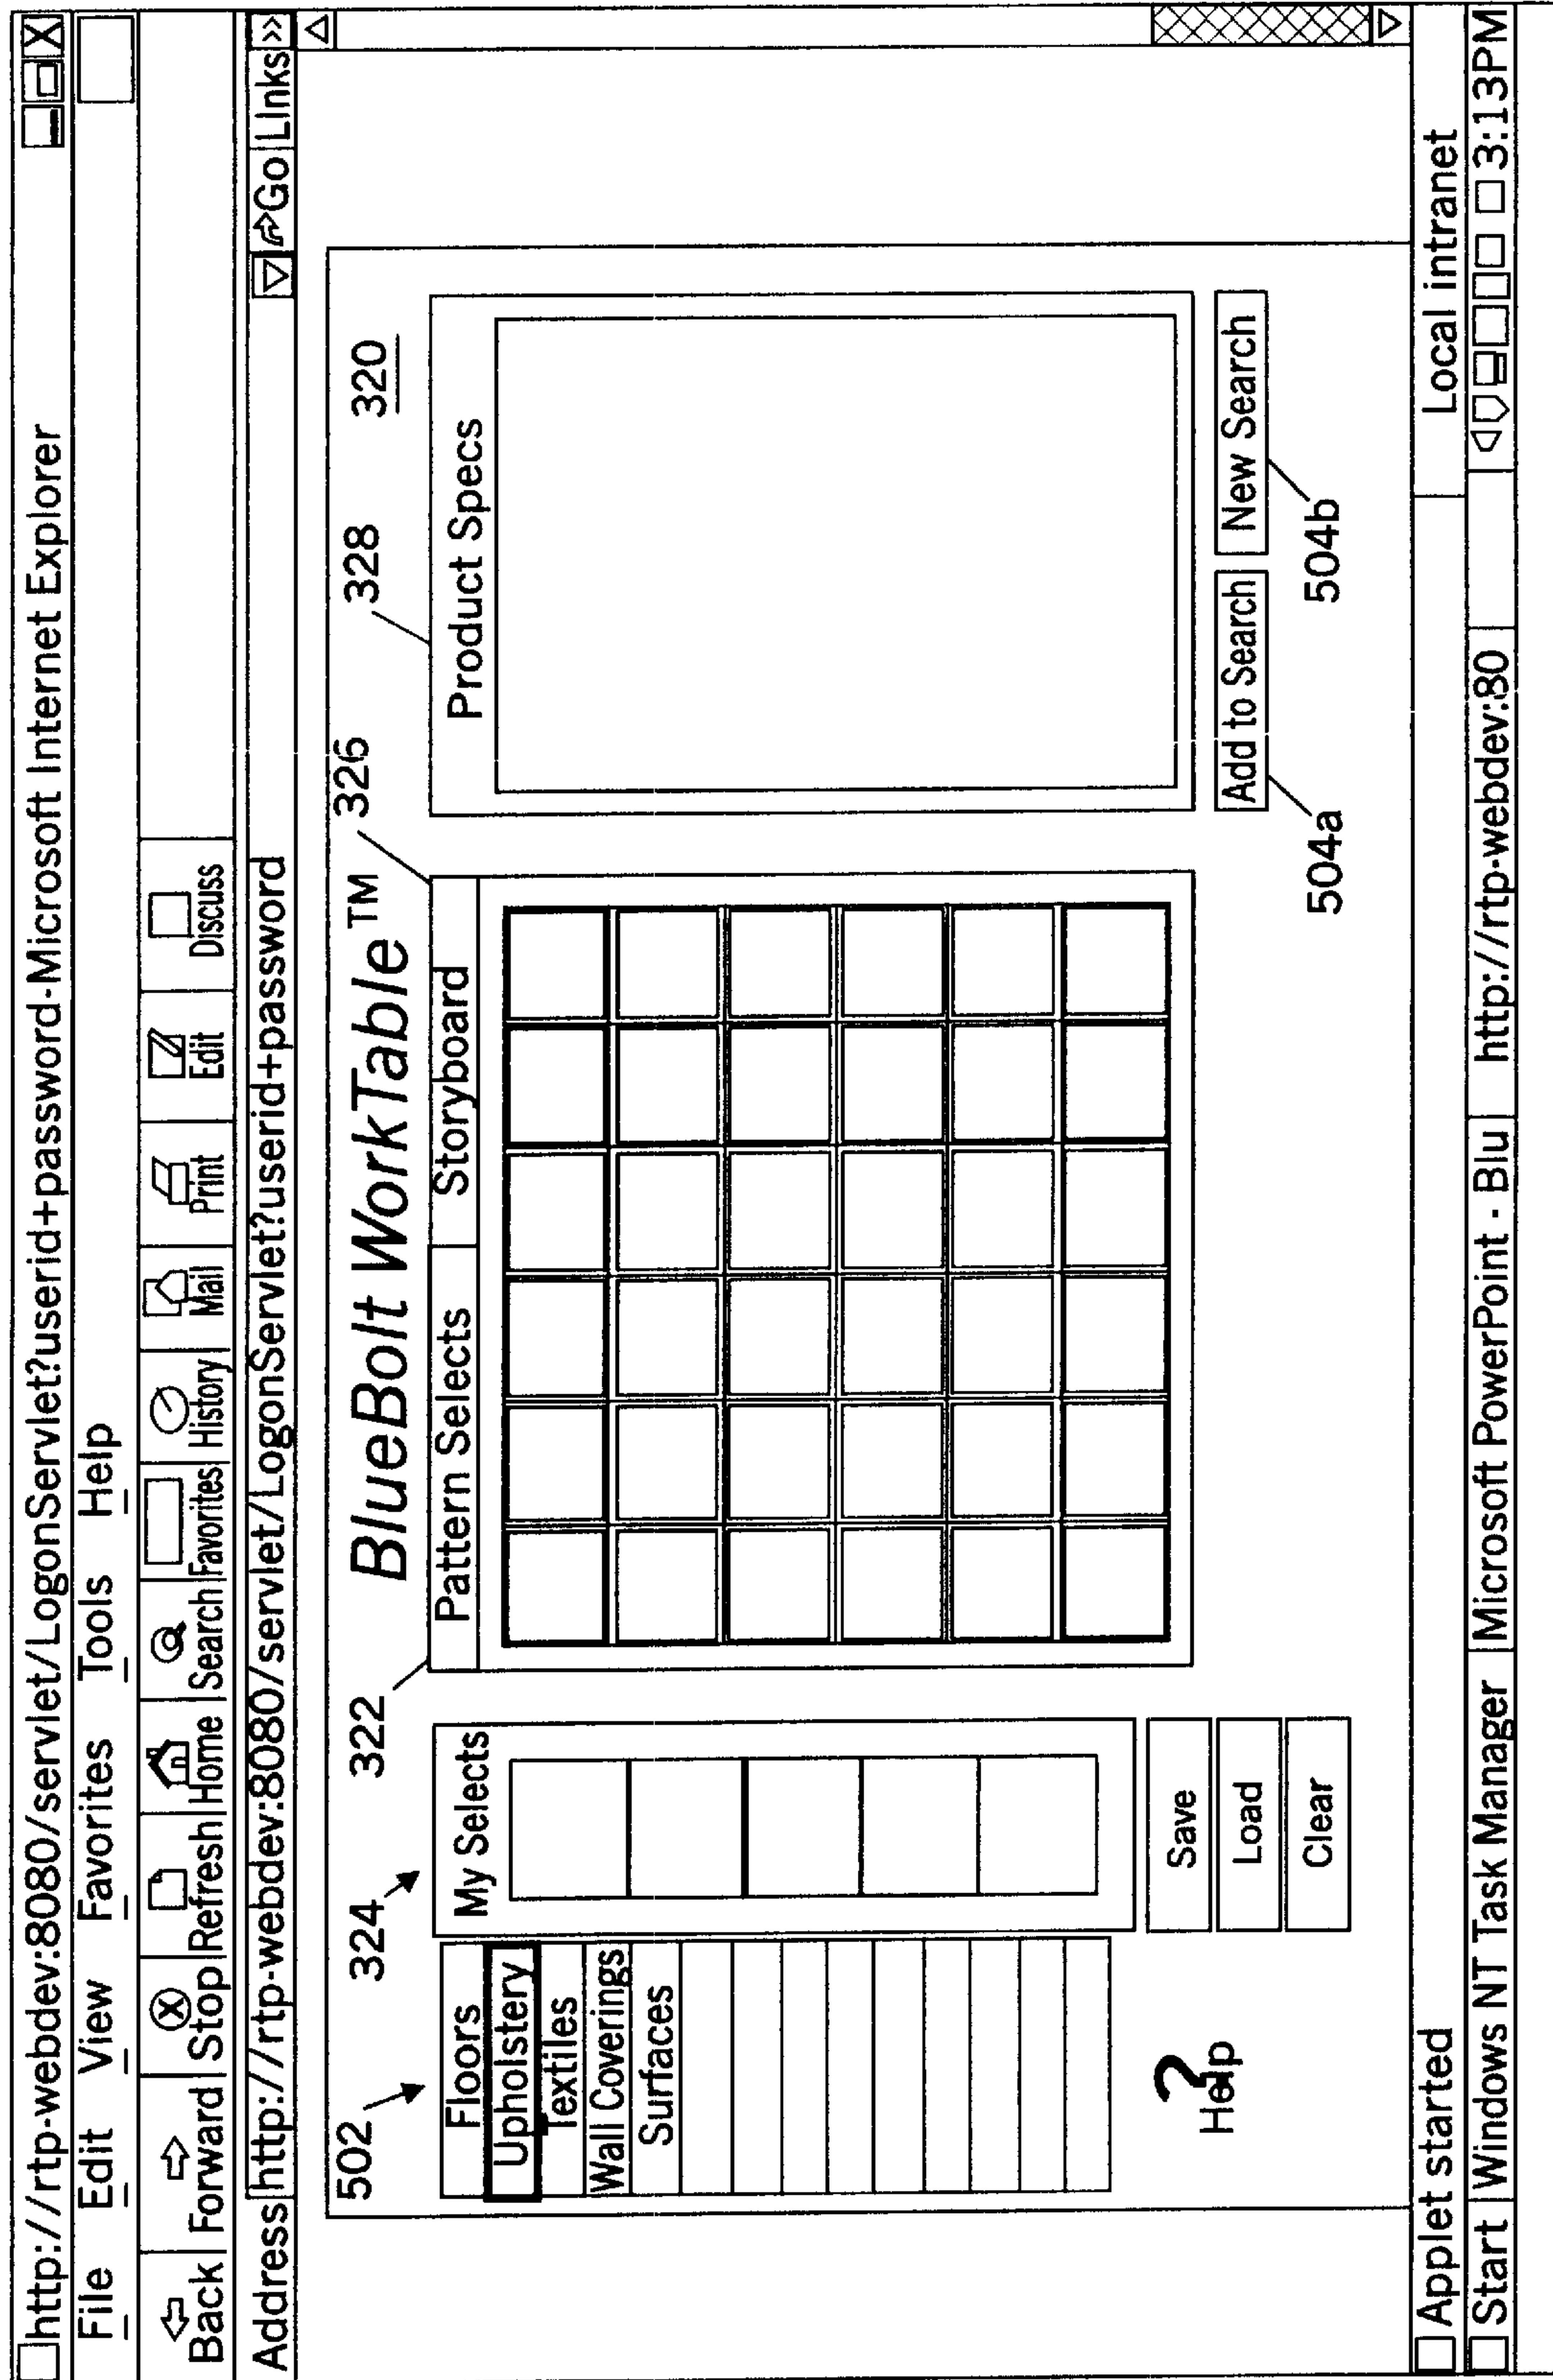 http://rtp-webdev:8080/servlet/LogonServlet?userid+password-Microsoft Internet Explorer
File Edit View Favorites Tools Help
Back Forward Stop Refresh Home Search Favorites History Mail Print Edit Discuss
Address http://rtp-webdev:8080/servlet/LogonServlet?userid+password Go Links >>
BlueBolt WorkTable™
502
324
322
326
328
320
Floors
Upholstery
Textiles
Wall Coverings
Surfaces
My Selects
Save
Load
Clear
?
Help
Pattern Selects
Storyboard
Product Specs
Add to Search
New Search
504a
504b
Applet started
Local intranet
Start Windows NT Task Manager Microsoft PowerPoint - Blu http://rtp-webdev:80 3:13PM